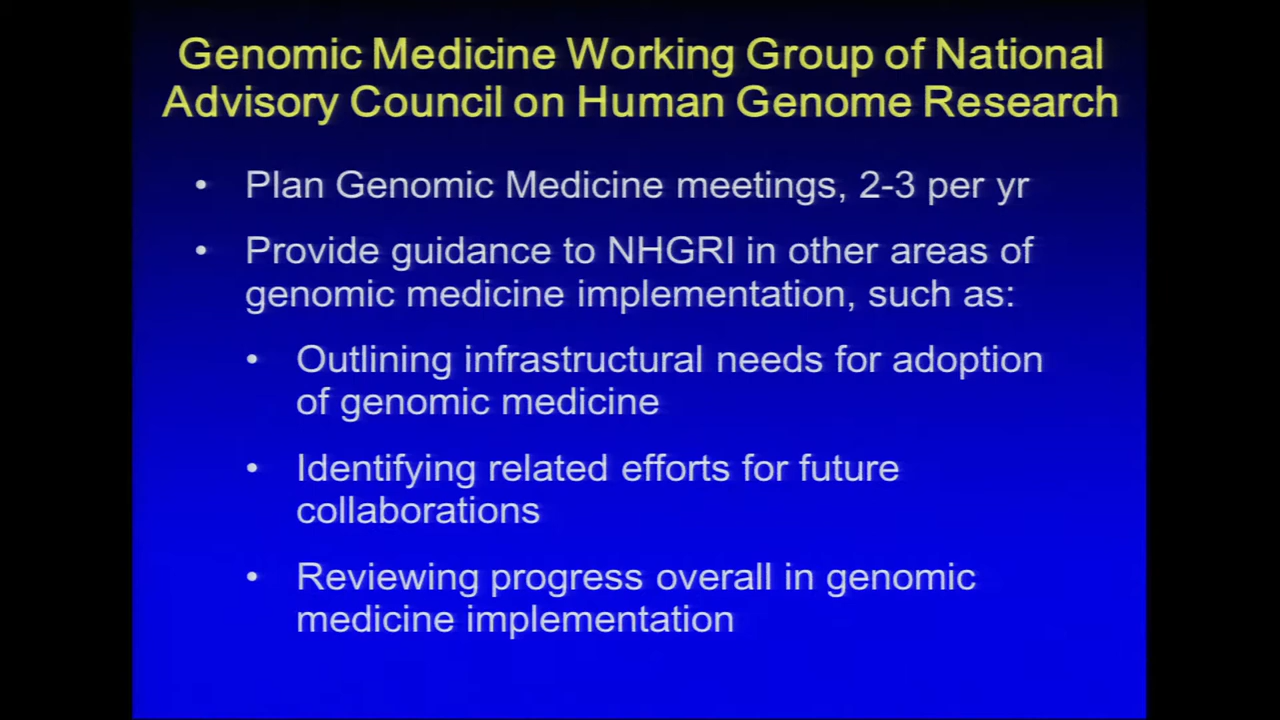 Genomic Medicine Working Group of National
Advisory Council on Human Genome Research
• Plan Genomic Medicine meetings, 2-3 per yr
• Provide guidance to NHGRI in other areas of
genomic medicine implementation, such as:
• Outlining infrastructural needs for adoption
of genomic medicine
• Identifying related efforts for future
collaborations
• Reviewing progress overall in genomic
medicine implementation